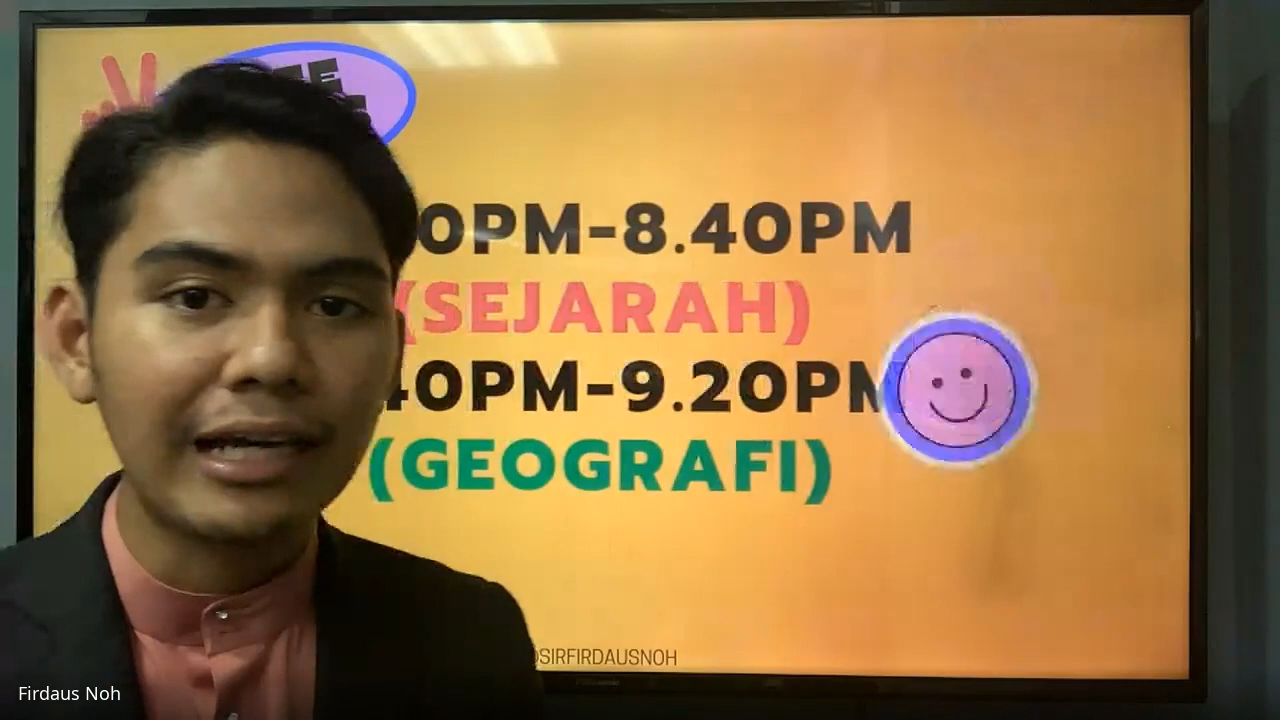 0PM-8.40PM
(SEJARAH)
40PM-9.20PM
(GEOGRAFI)
@SIRFIRDAUSNOH
Firdaus Noh